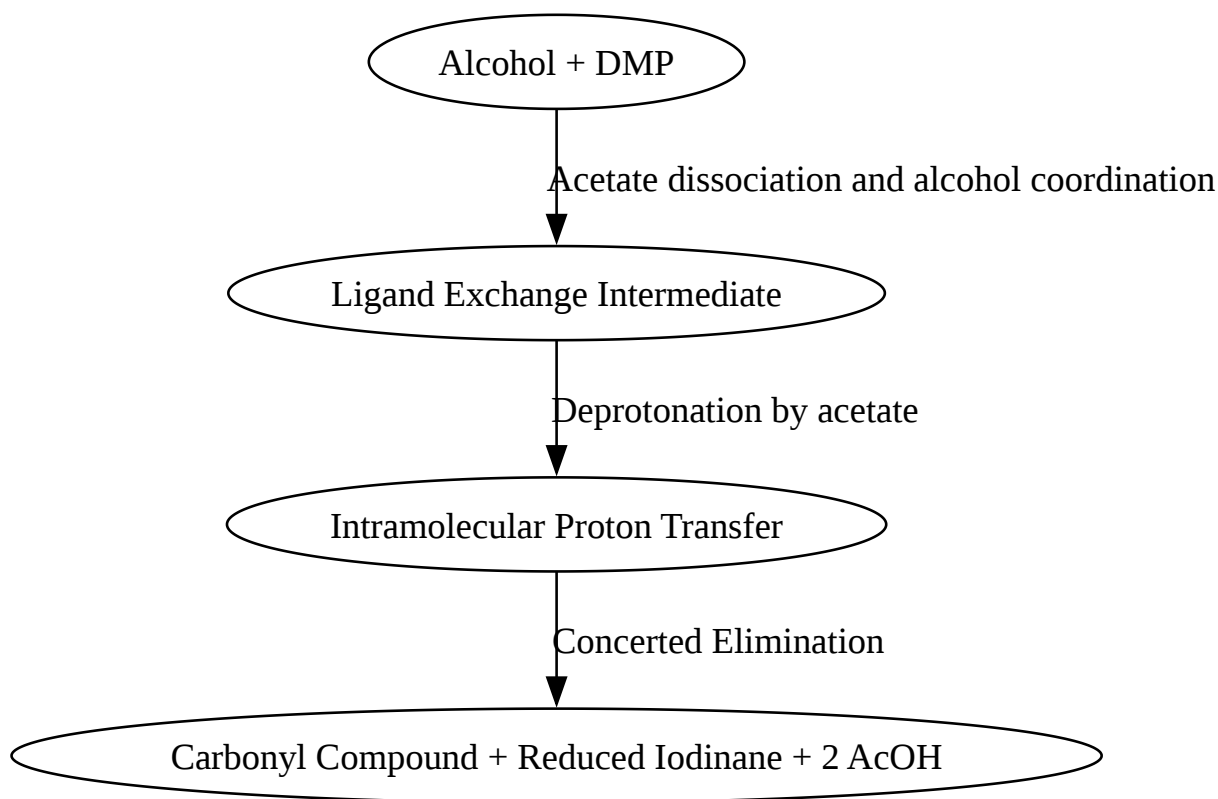 Alcohol + DMP
Acetate dissociation and alcohol coordination
Ligand Exchange Intermediate
Deprotonation by acetate
Intramolecular Proton Transfer
Concerted Elimination
Carbonyl Compound + Reduced Iodinane + 2 AcOH